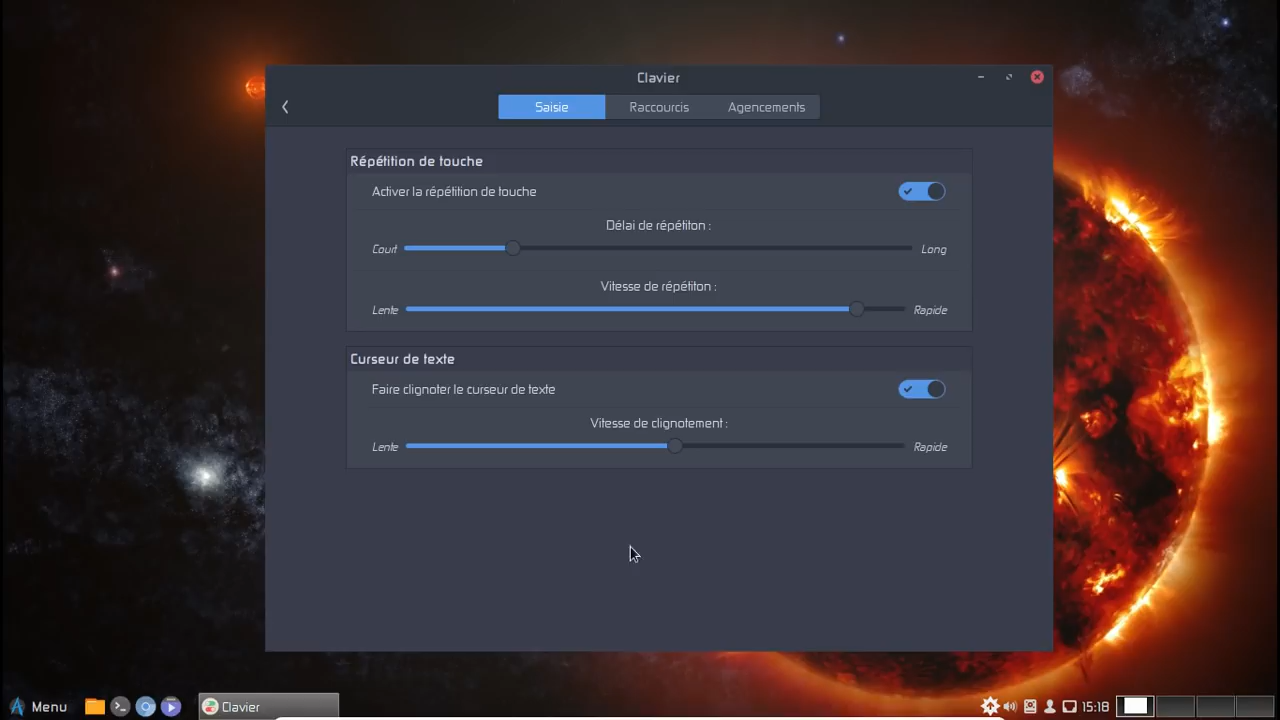 Clavier
Saisie Raccourcis Agencements
Répétition de touche
Activer la répétition de touche
Délai de répétiton :
Court Long
Vitesse de répétiton :
Lente Rapide
Curseur de texte
Faire clignoter le curseur de texte
Vitesse de clignotement :
Lente Rapide
Menu Clavier 15:18